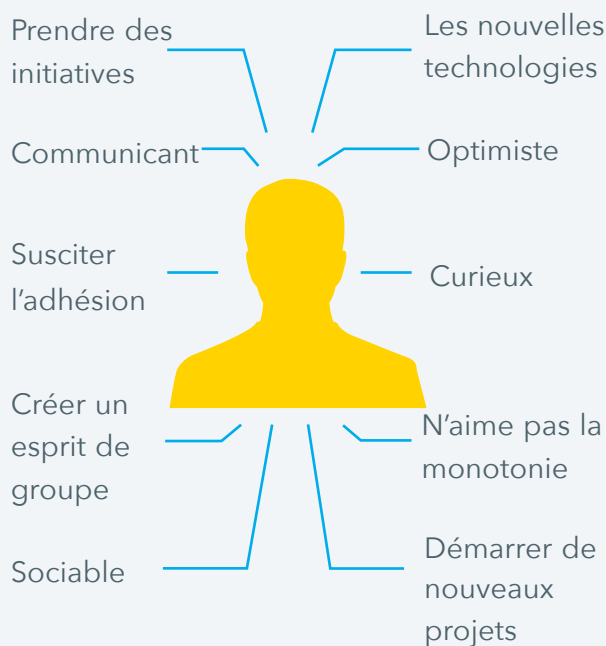 Prendre des
initiatives
Communicant
Susciter
l’adhésion
Créer un
esprit de
groupe
Sociable
Les nouvelles
technologies
Optimiste
Curieux
N’aime pas la
monotonie
Démarrer de
nouveaux
projets